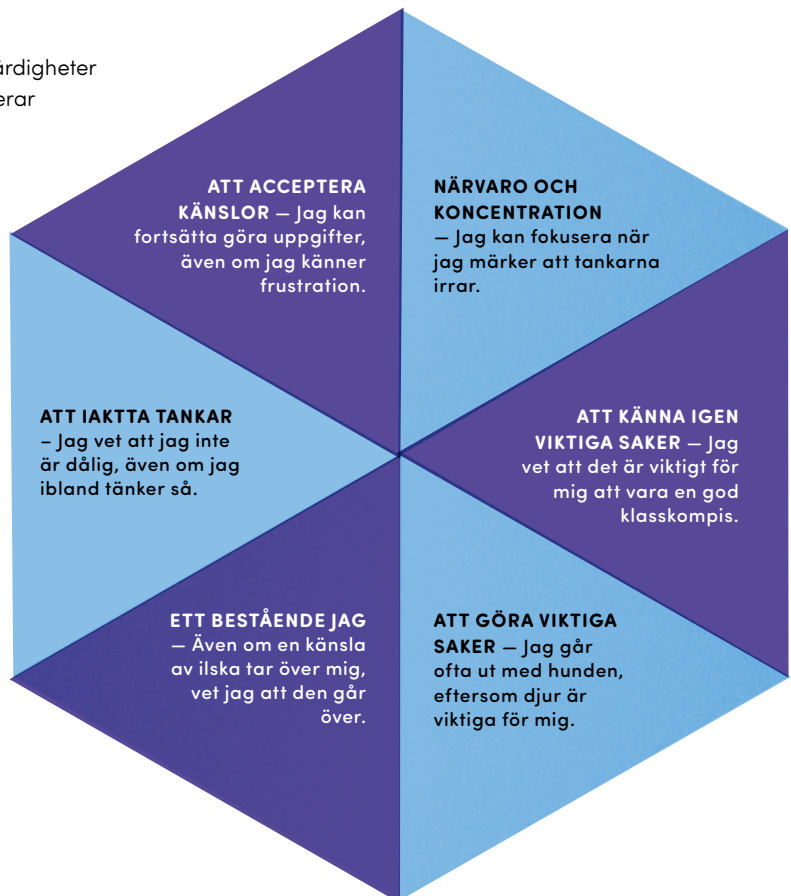 ATT ACCEPTERA
KÄNSLOR — Jag kan
fortsätta göra uppgifter,
även om jag känner
frustration.
NÄRVARO OCH
KONCENTRATION
— Jag kan fokusera när
jag märker att tankarna
irrar.
ATT IAKTTA TANKAR
– Jag vet att jag inte
är dålig, även om jag
ibland tänker så.
ATT KÄNNA IGEN
VIKTIGA SAKER — Jag
vet att det är viktigt för
mig att vara en god
klasskompis.
ETT BESTÅENDE JAG
— Även om en känsla
av ilska tar över mig,
vet jag att den går
över.
ATT GÖRA VIKTIGA
SAKER — Jag går
ofta ut med hunden,
eftersom djur är
viktiga för mig.